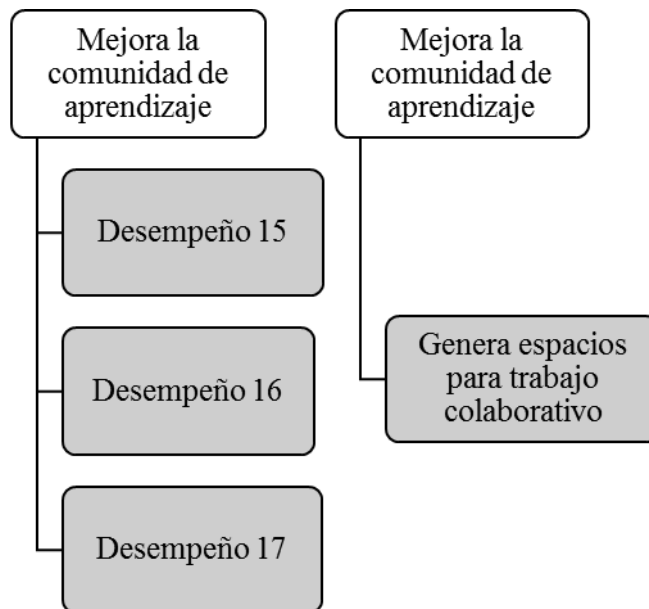 Mejora la
comunidad de
aprendizaje
Desempeño 15
Desempeño 16
Desempeño 17
Mejora la
comunidad de
aprendizaje
Genera espacios
para trabajo
colaborativo